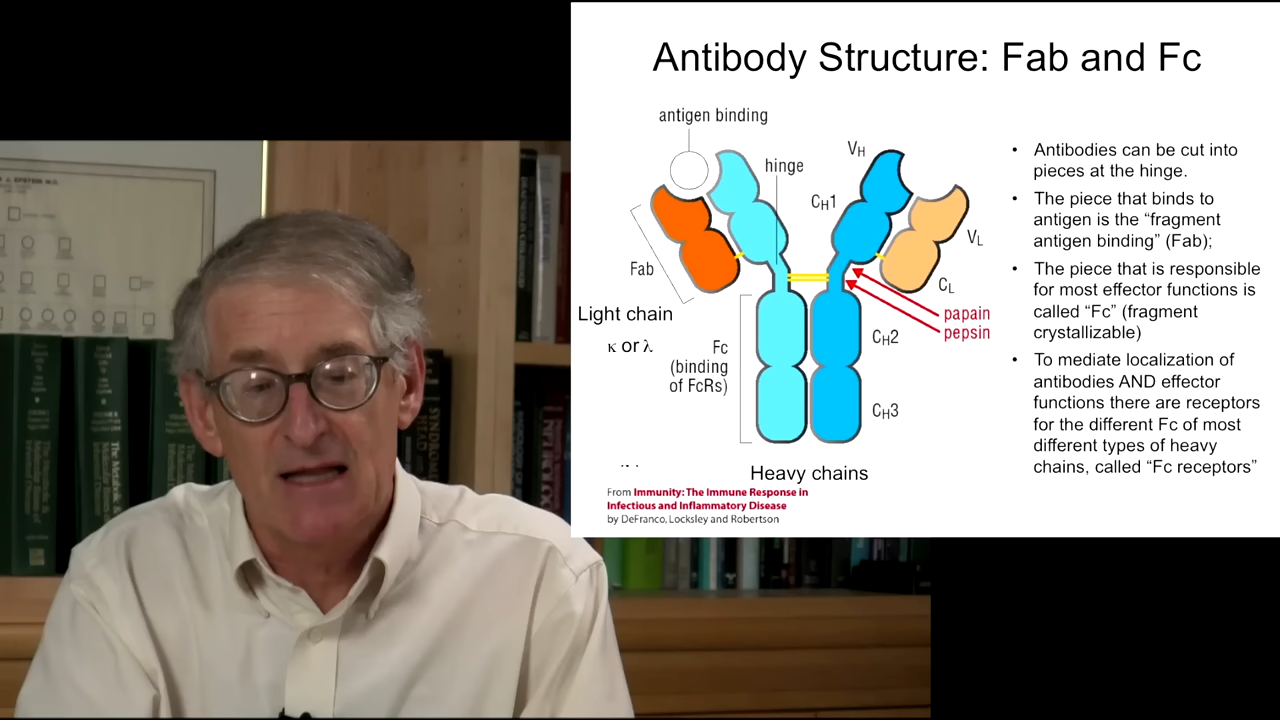 Antibody Structure: Fab and Fc
antigen binding
hinge
VH
CH1
VL
CL
Fab
Light chain
κ or λ
papain
pepsin
Fc
(binding
of FcRs)
CH2
CH3
Heavy chains
From Immunity: The Immune Response in
Infectious and Inflammatory Disease
by DeFranco, Locksley and Robertson
• Antibodies can be cut into
pieces at the hinge.
• The piece that binds to
antigen is the “fragment
antigen binding” (Fab);
• The piece that is responsible
for most effector functions is
called “Fc” (fragment
crystallizable)
• To mediate localization of
antibodies AND effector
functions there are receptors
for the different Fc of most
different types of heavy
chains, called “Fc receptors”
J. EPSTEIN M.D.
SYNDROME
HEAD